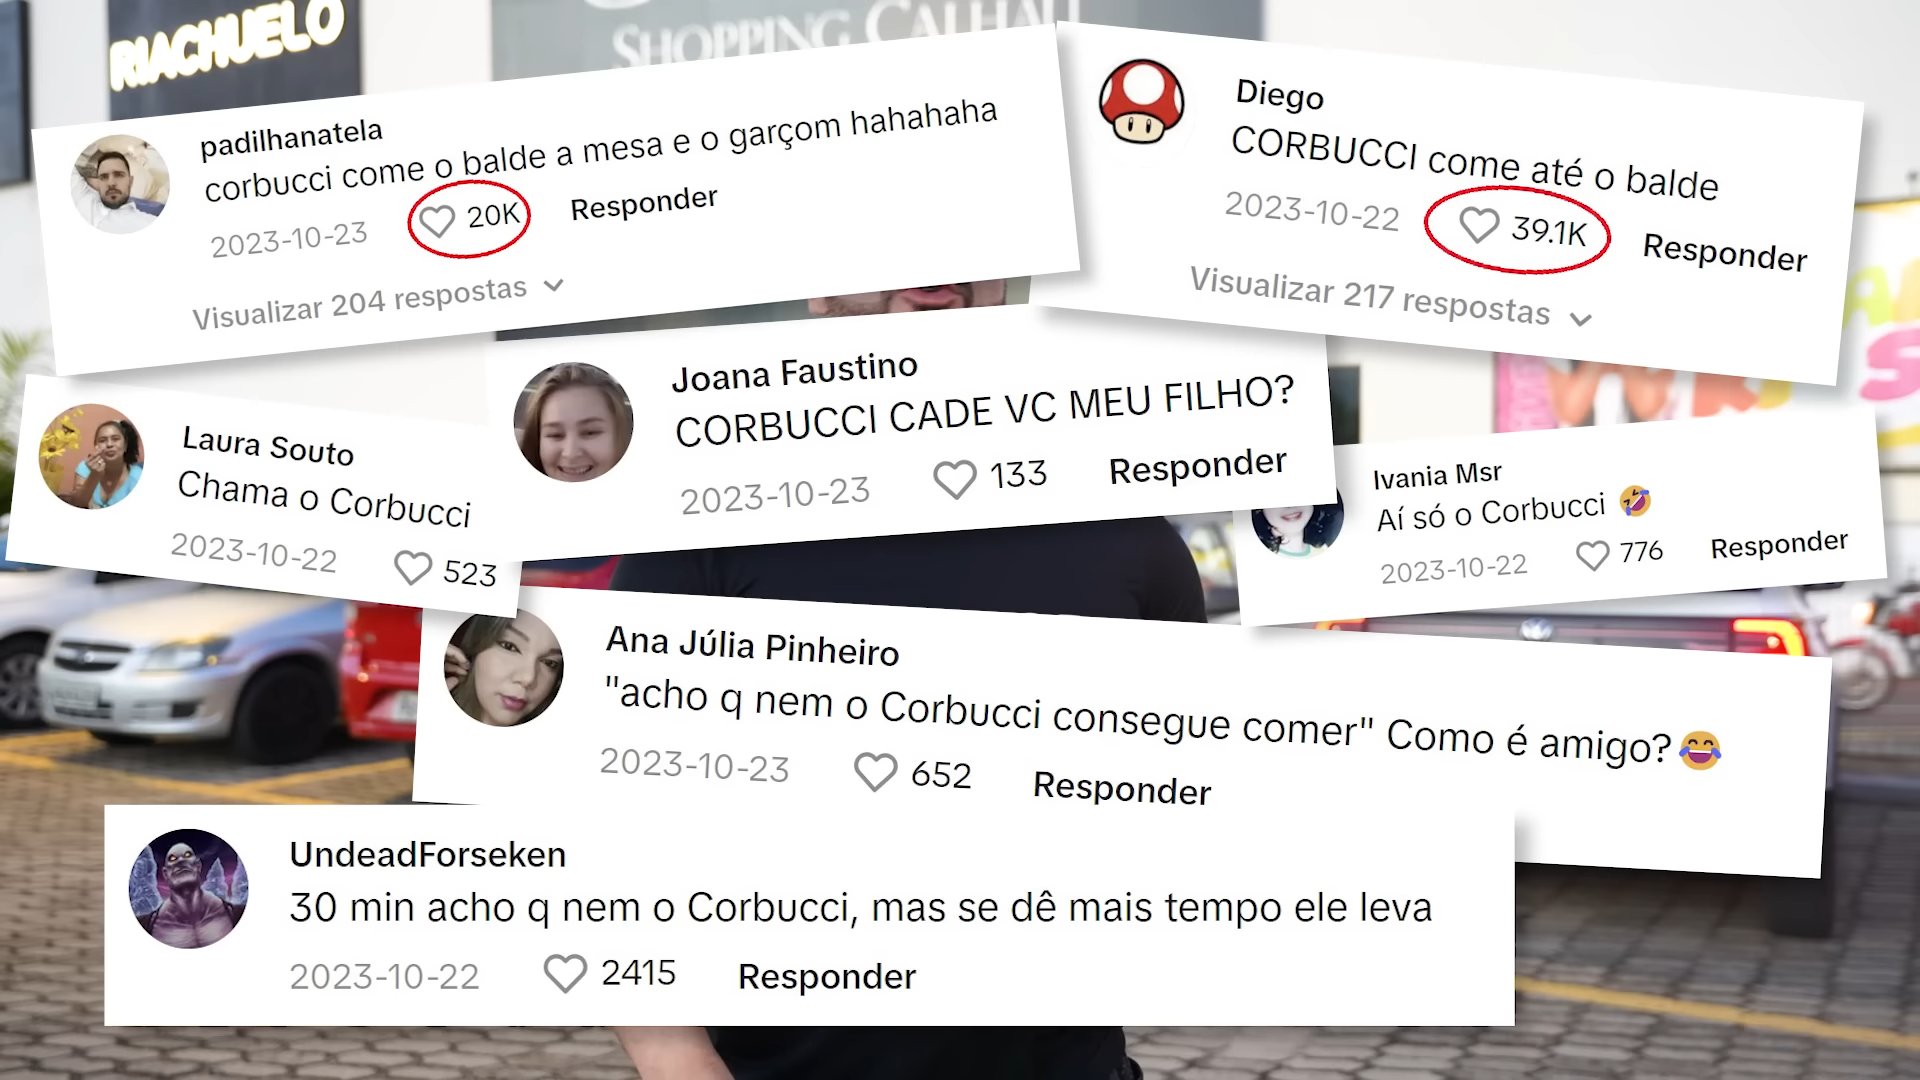 RIACHUELO
SHOPPING CALHAU
padilhanatela
corbucci come o balde a mesa e o garçom hahahaha
2023-10-23 20K Responder
Visualizar 204 respostas
Diego
CORBUCCI come até o balde
2023-10-22 39.1K Responder
Visualizar 217 respostas
Laura Souto
Chama o Corbucci
2023-10-22 523
Joana Faustino
CORBUCCI CADE VC MEU FILHO?
2023-10-23 133 Responder
Ivania Msr
Aí só o Corbucci 🤣
2023-10-22 776 Responder
Ana Júlia Pinheiro
"acho q nem o Corbucci consegue comer" Como é amigo?😂
2023-10-23 652 Responder
UndeadForseken
30 min acho q nem o Corbucci, mas se dê mais tempo ele leva
2023-10-22 2415 Responder